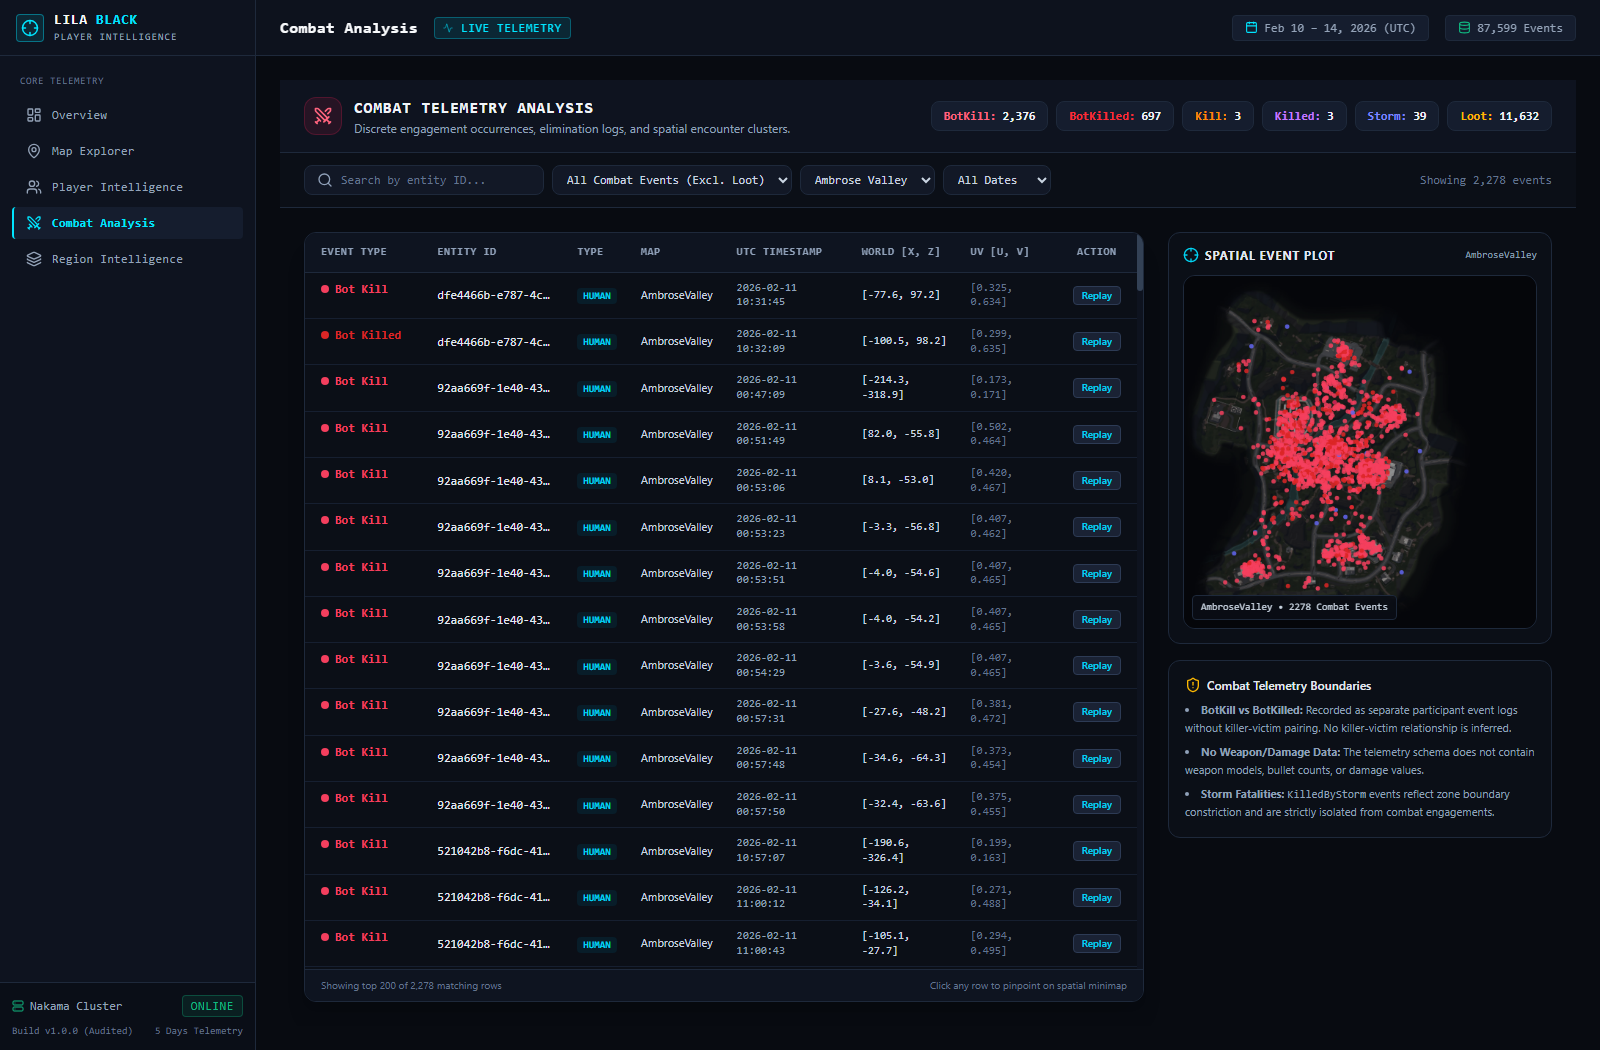 LILA BLACK
PLAYER INTELLIGENCE
Combat Analysis
LIVE TELEMETRY
Feb 10 – 14, 2026 (UTC)
87,599 Events
CORE TELEMETRY
Overview
Map Explorer
Player Intelligence
Combat Analysis
Region Intelligence
COMBAT TELEMETRY ANALYSIS
Discrete engagement occurrences, elimination logs, and spatial encounter clusters.
BotKill: 2,376
BotKilled: 697
Kill: 3
Killed: 3
Storm: 39
Loot: 11,632
Search by entity ID...
All Combat Events (Excl. Loot)
Ambrose Valley
All Dates
Showing 2,278 events
EVENT TYPE ENTITY ID TYPE MAP UTC TIMESTAMP WORLD [X, Z] UV [U, V] ACTION
Bot Kill dfe4466b-e787-4c… HUMAN AmbroseValley 2026-02-11 10:31:45 [-77.6, 97.2] [0.325, 0.634] Replay
Bot Killed dfe4466b-e787-4c… HUMAN AmbroseValley 2026-02-11 10:32:09 [-100.5, 98.2] [0.299, 0.635] Replay
Bot Kill 92aa669f-1e40-43… HUMAN AmbroseValley 2026-02-11 00:47:09 [-214.3, -318.9] [0.173, 0.171] Replay
Bot Kill 92aa669f-1e40-43… HUMAN AmbroseValley 2026-02-11 00:51:49 [82.0, -55.8] [0.502, 0.464] Replay
Bot Kill 92aa669f-1e40-43… HUMAN AmbroseValley 2026-02-11 00:53:06 [8.1, -53.0] [0.420, 0.467] Replay
Bot Kill 92aa669f-1e40-43… HUMAN AmbroseValley 2026-02-11 00:53:23 [-3.3, -56.8] [0.407, 0.462] Replay
Bot Kill 92aa669f-1e40-43… HUMAN AmbroseValley 2026-02-11 00:53:51 [-4.0, -54.6] [0.407, 0.465] Replay
Bot Kill 92aa669f-1e40-43… HUMAN AmbroseValley 2026-02-11 00:53:58 [-4.0, -54.2] [0.407, 0.465] Replay
Bot Kill 92aa669f-1e40-43… HUMAN AmbroseValley 2026-02-11 00:54:29 [-3.6, -54.9] [0.407, 0.465] Replay
Bot Kill 92aa669f-1e40-43… HUMAN AmbroseValley 2026-02-11 00:57:31 [-27.6, -48.2] [0.381, 0.472] Replay
Bot Kill 92aa669f-1e40-43… HUMAN AmbroseValley 2026-02-11 00:57:48 [-34.6, -64.3] [0.373, 0.454] Replay
Bot Kill 92aa669f-1e40-43… HUMAN AmbroseValley 2026-02-11 00:57:50 [-32.4, -63.6] [0.375, 0.455] Replay
Bot Kill 521042b8-f6dc-41… HUMAN AmbroseValley 2026-02-11 10:57:07 [-190.6, -326.4] [0.199, 0.163] Replay
Bot Kill 521042b8-f6dc-41… HUMAN AmbroseValley 2026-02-11 11:00:12 [-126.2, -34.1] [0.271, 0.488] Replay
Bot Kill 521042b8-f6dc-41… HUMAN AmbroseValley 2026-02-11 11:00:43 [-105.1, -27.7] [0.294, 0.495] Replay
Showing top 200 of 2,278 matching rows
Click any row to pinpoint on spatial minimap
SPATIAL EVENT PLOT
AmbroseValley
AmbroseValley • 2278 Combat Events
Combat Telemetry Boundaries
• BotKill vs BotKilled: Recorded as separate participant event logs
without killer-victim pairing. No killer-victim relationship is inferred.
• No Weapon/Damage Data: The telemetry schema does not contain
weapon models, bullet counts, or damage values.
• Storm Fatalities: KilledByStorm events reflect zone boundary
constriction and are strictly isolated from combat engagements.
Nakama Cluster
ONLINE
Build v1.0.0 (Audited)
5 Days Telemetry